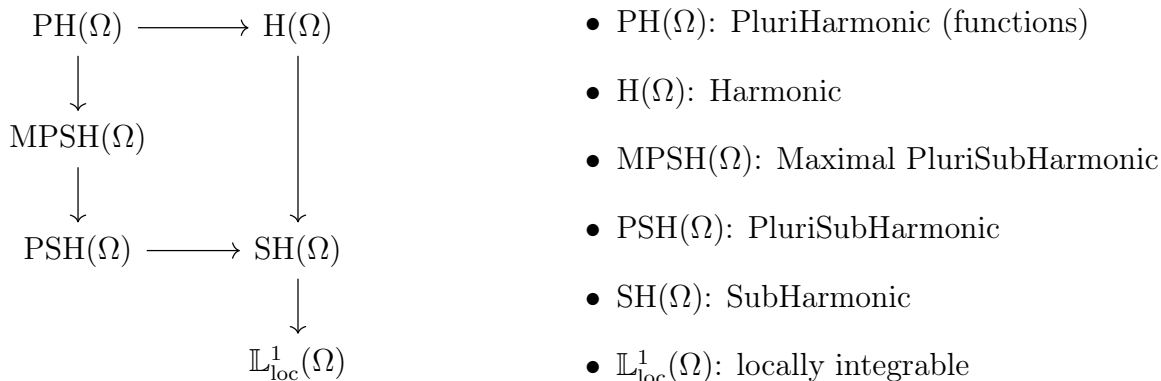 PH(Ω) H(Ω)
MPSH(Ω)
PSH(Ω) SH(Ω)
𝕃¹loc(Ω)
• PH(Ω): PluriHarmonic (functions)
• H(Ω): Harmonic
• MPSH(Ω): Maximal PluriSubHarmonic
• PSH(Ω): PluriSubHarmonic
• SH(Ω): SubHarmonic
• 𝕃¹loc(Ω): locally integrable